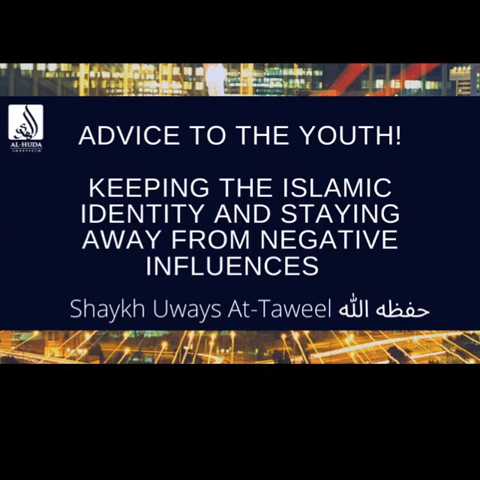 AL-HUDA
ADVICE TO THE YOUTH!
KEEPING THE ISLAMIC
IDENTITY AND STAYING
AWAY FROM NEGATIVE
INFLUENCES
Shaykh Uways At-Taweel حفظه الله